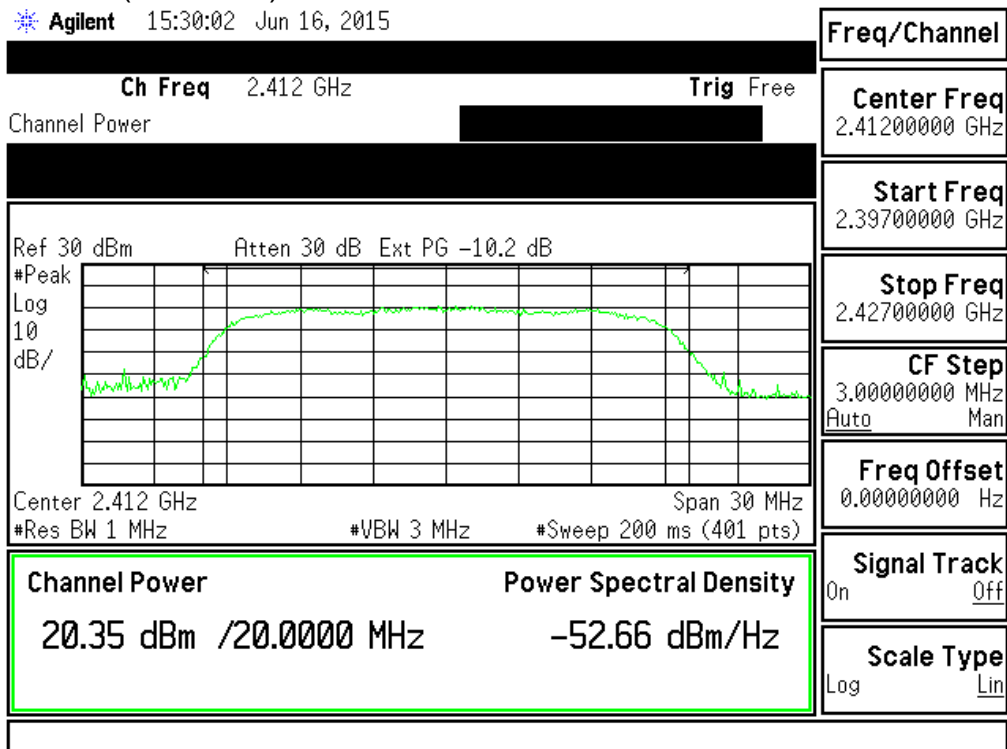 Agilent 15:30:02 Jun 16, 2015
Freq/Channel
Ch Freq 2.412 GHz Trig Free
Channel Power
Center Freq
2.41200000 GHz
Start Freq
2.39700000 GHz
Stop Freq
2.42700000 GHz
CF Step
3.00000000 MHz
Auto Man
Freq Offset
0.00000000 Hz
Signal Track
On Off
Scale Type
Log Lin
Ref 30 dBm Atten 30 dB Ext PG -10.2 dB
#Peak
Log
10
dB/
Center 2.412 GHz Span 30 MHz
#Res BW 1 MHz #VBW 3 MHz #Sweep 200 ms (401 pts)
Channel Power Power Spectral Density
20.35 dBm /20.0000 MHz -52.66 dBm/Hz